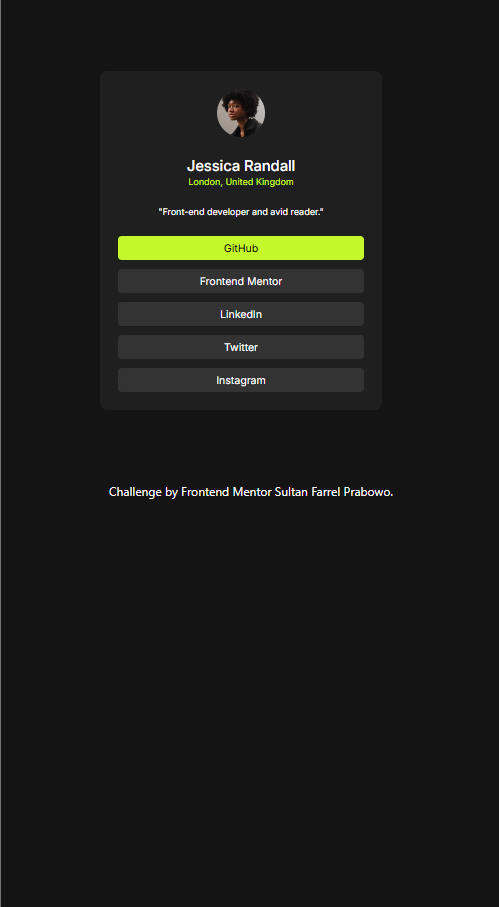 Jessica Randall
London, United Kingdom
"Front-end developer and avid reader."
GitHub
Frontend Mentor
LinkedIn
Twitter
Instagram
Challenge by Frontend Mentor Sultan Farrel Prabowo.